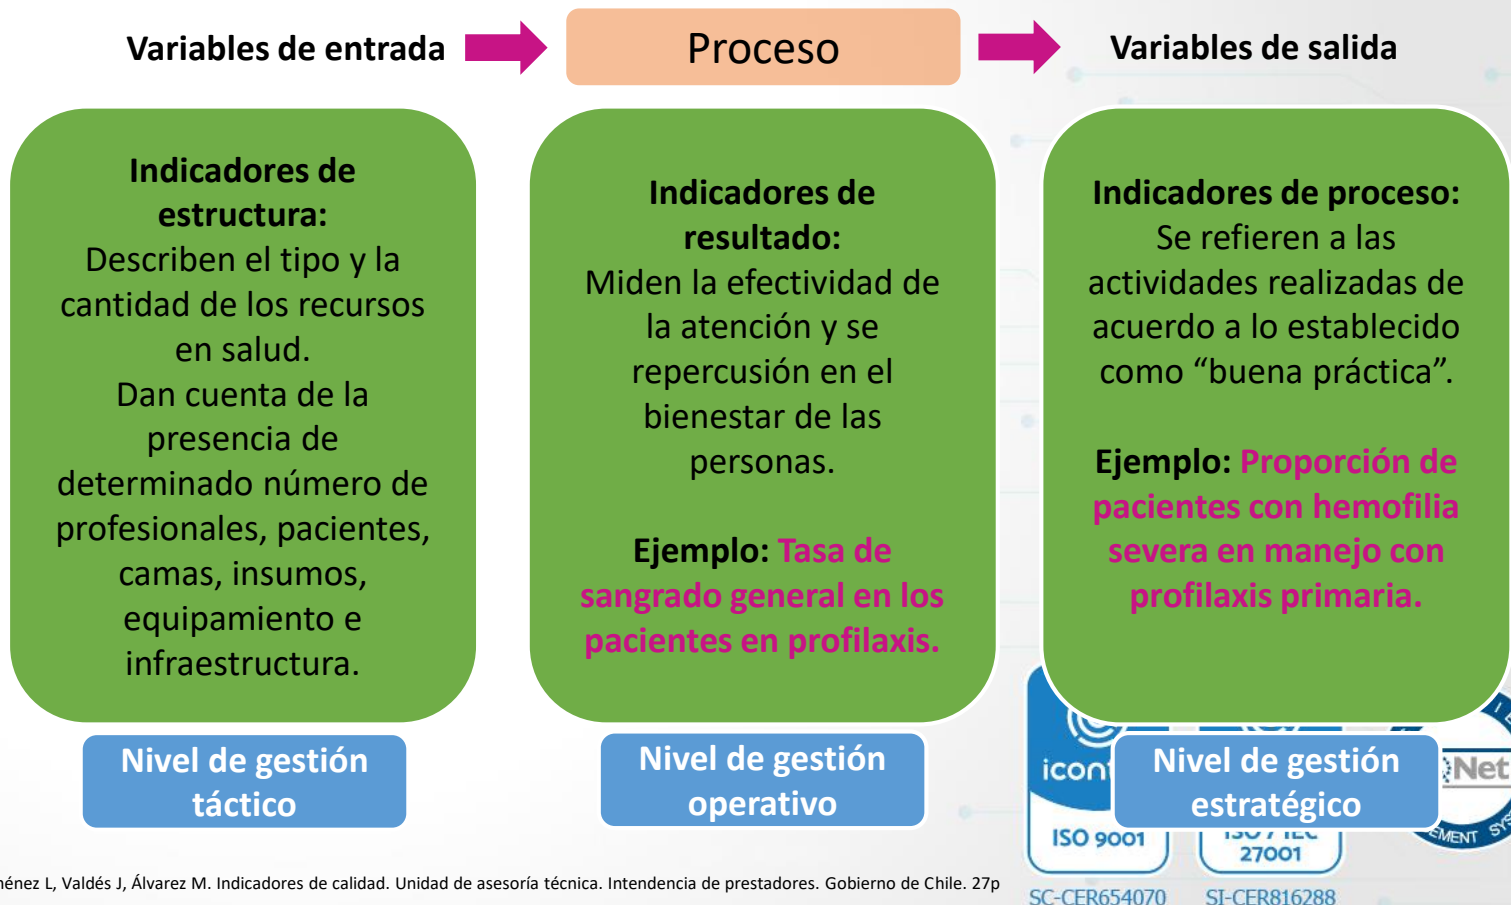 Variables de entrada
Proceso
Variables de salida
Indicadores de
estructura:
Describen el tipo y la
cantidad de los recursos
en salud.
Dan cuenta de la
presencia de
determinado número de
profesionales, pacientes,
camas, insumos,
equipamiento e
infraestructura.
Nivel de gestión
táctico
Indicadores de
resultado:
Miden la efectividad de
la atención y se
repercusión en el
bienestar de las
personas.
Ejemplo: Tasa de
sangrado general en los
pacientes en profilaxis.
Nivel de gestión
operativo
Indicadores de proceso:
Se refieren a las
actividades realizadas de
acuerdo a lo establecido
como “buena práctica”.
Ejemplo: Proporción de
pacientes con hemofilia
severa en manejo con
profilaxis primaria.
Nivel de gestión
estratégico
ISO 9001
27001
Net
SC-CER654070
SI-CER816288
L, Valdés J, Álvarez M. Indicadores de calidad. Unidad de asesoría técnica. Intendencia de prestadores. Gobierno de Chile. 27p